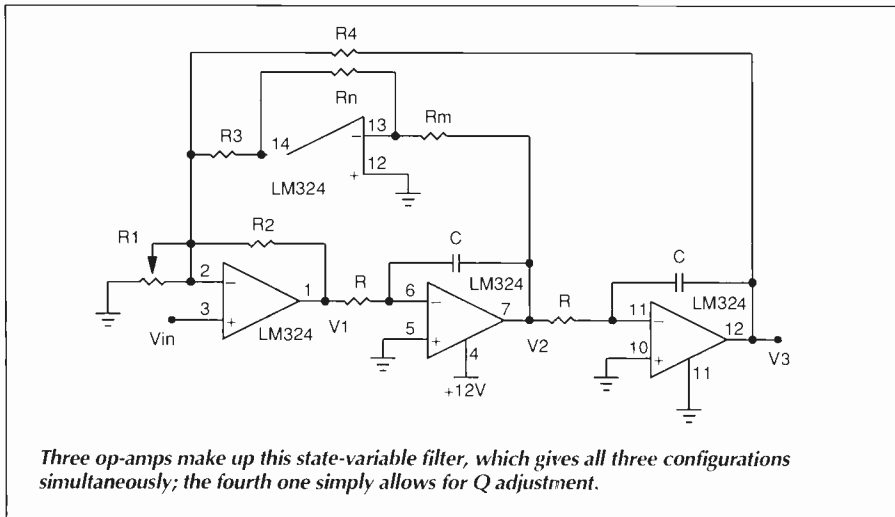 R4
Rn
R3
14
13
Rm
12
−
+
LM324
R1
R2
C
LM324
C
LM324
2
−
1
R
6
−
7
R
11
−
12
3
+
LM324
V1
5
+
4
V2
10
+
11
V3
Vin
+12V
Three op-amps make up this state-variable filter, which gives all three configurations
simultaneously; the fourth one simply allows for Q adjustment.